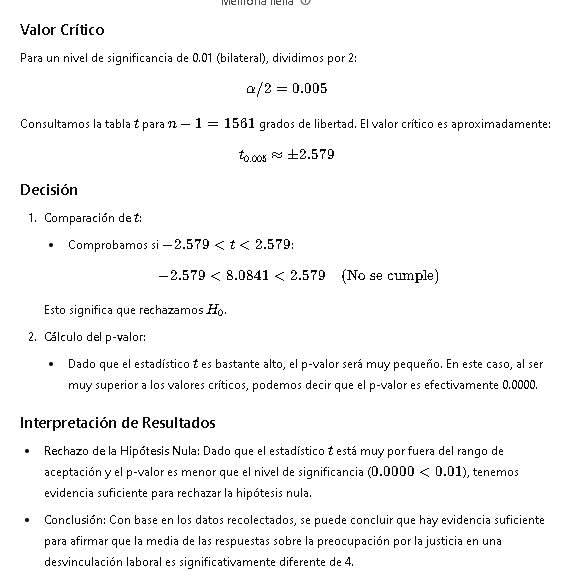 Memoria llena
Valor Crítico
Para un nivel de significancia de 0.01 (bilateral), dividimos por 2:
α/2 = 0.005
Consultamos la tabla t para n − 1 = 1561 grados de libertad. El valor crítico es aproximadamente:
t0.005 ≈ ±2.579
Decisión
1. Comparación de t:
• Comprobamos si −2.579 < t < 2.579:
−2.579 < 8.0841 < 2.579 (No se cumple)
Esto significa que rechazamos H0.
2. Cálculo del p-valor:
• Dado que el estadístico t es bastante alto, el p-valor será muy pequeño. En este caso, al ser
muy superior a los valores críticos, podemos decir que el p-valor es efectivamente 0.0000.
Interpretación de Resultados
• Rechazo de la Hipótesis Nula: Dado que el estadístico t está muy por fuera del rango de
aceptación y el p-valor es menor que el nivel de significancia (0.0000 < 0.01), tenemos
evidencia suficiente para rechazar la hipótesis nula.
• Conclusión: Con base en los datos recolectados, se puede concluir que hay evidencia suficiente
para afirmar que la media de las respuestas sobre la preocupación por la justicia en una
desvinculación laboral es significativamente diferente de 4.